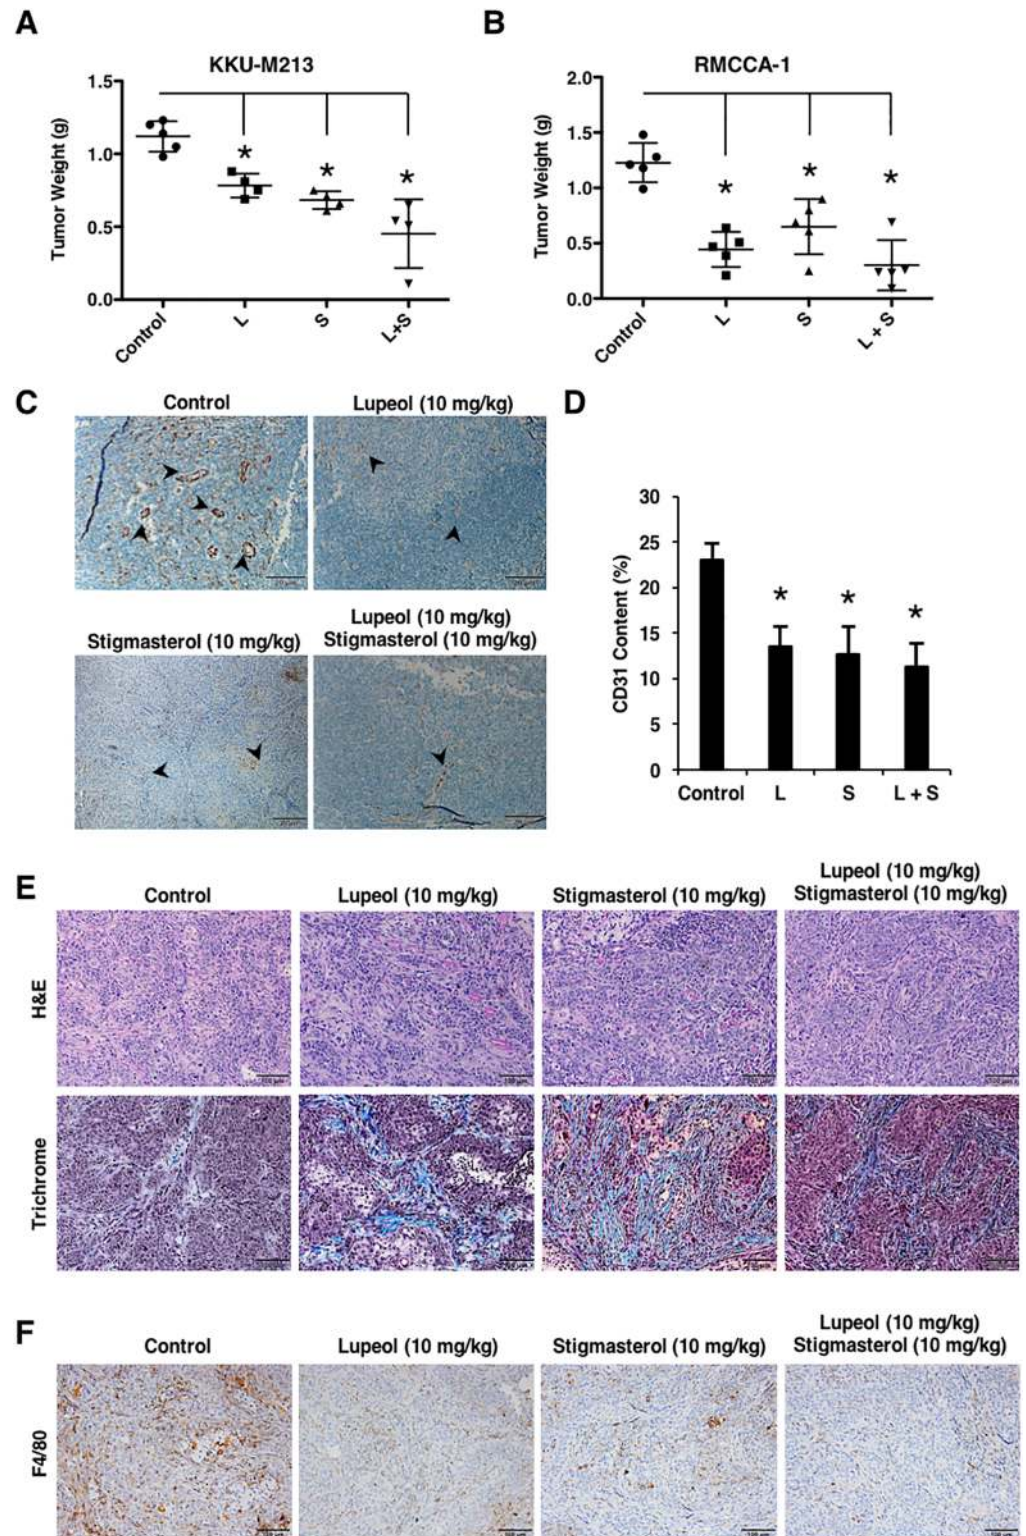 A
KKU-M213
Tumor Weight (g)
1.5
1.0
0.5
0.0
* * *
Control L S L+S
B
RMCCA-1
Tumor Weight (g)
2.0
1.5
1.0
0.5
0.0
* * *
Control L S L + S
C
Control
Lupeol (10 mg/kg)
Stigmasterol (10 mg/kg)
Lupeol (10 mg/kg)
Stigmasterol (10 mg/kg)
D
CD31 Content (%)
30
25
20
15
10
5
0
* * *
Control L S L + S
E
Control
Lupeol (10 mg/kg)
Stigmasterol (10 mg/kg)
Lupeol (10 mg/kg)
Stigmasterol (10 mg/kg)
H&E
Trichrome
F
Control
Lupeol (10 mg/kg)
Stigmasterol (10 mg/kg)
Lupeol (10 mg/kg)
Stigmasterol (10 mg/kg)
F4/80